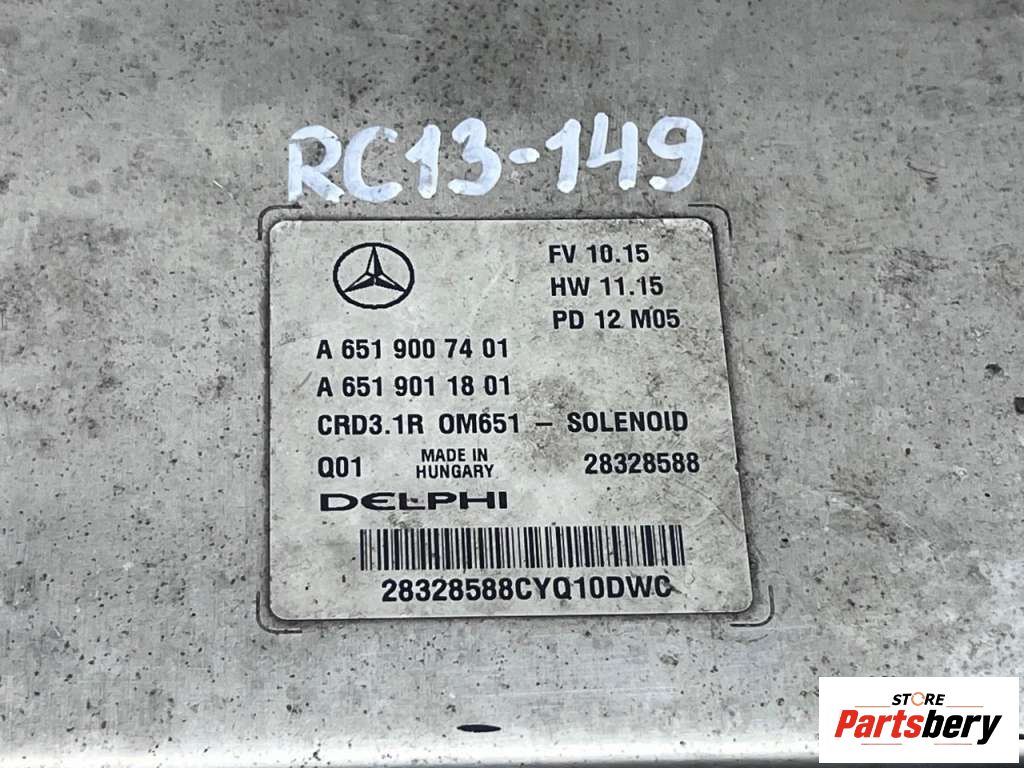 RC13-149
FV 10.15
HW 11.15
PD 12 M05
A 651 900 74 01
A 651 901 18 01
CRD3.1R OM651 - SOLENOID
Q01 MADE IN HUNGARY 28328588
DELPHI
28328588CYQ10DWC
STORE
Partsbery